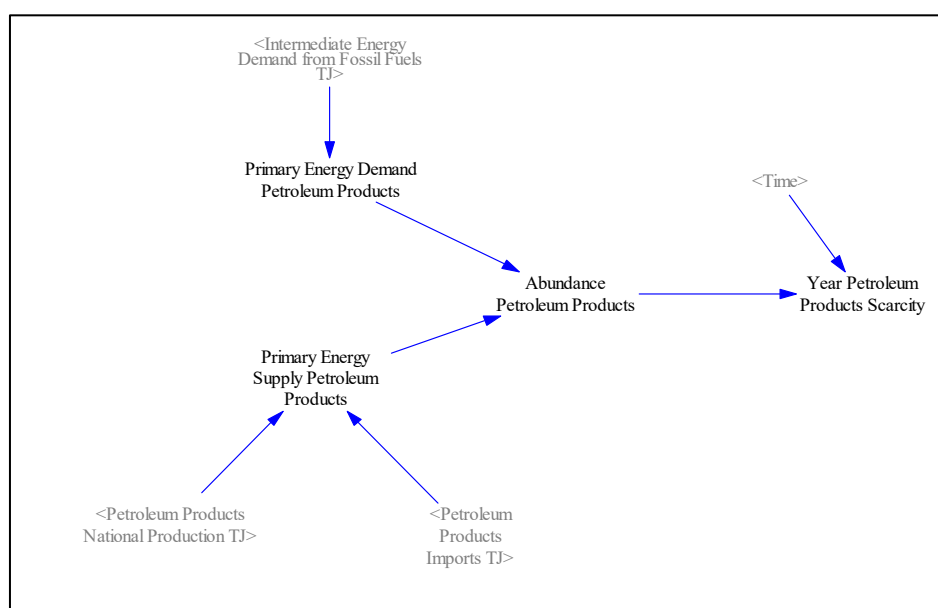 <Intermediate Energy
Demand from Fossil Fuels
TJ>
Primary Energy Demand
Petroleum Products
<Time>
Abundance
Petroleum Products
Year Petroleum
Products Scarcity
Primary Energy
Supply Petroleum
Products
<Petroleum Products
National Production TJ>
<Petroleum
Products
Imports TJ>